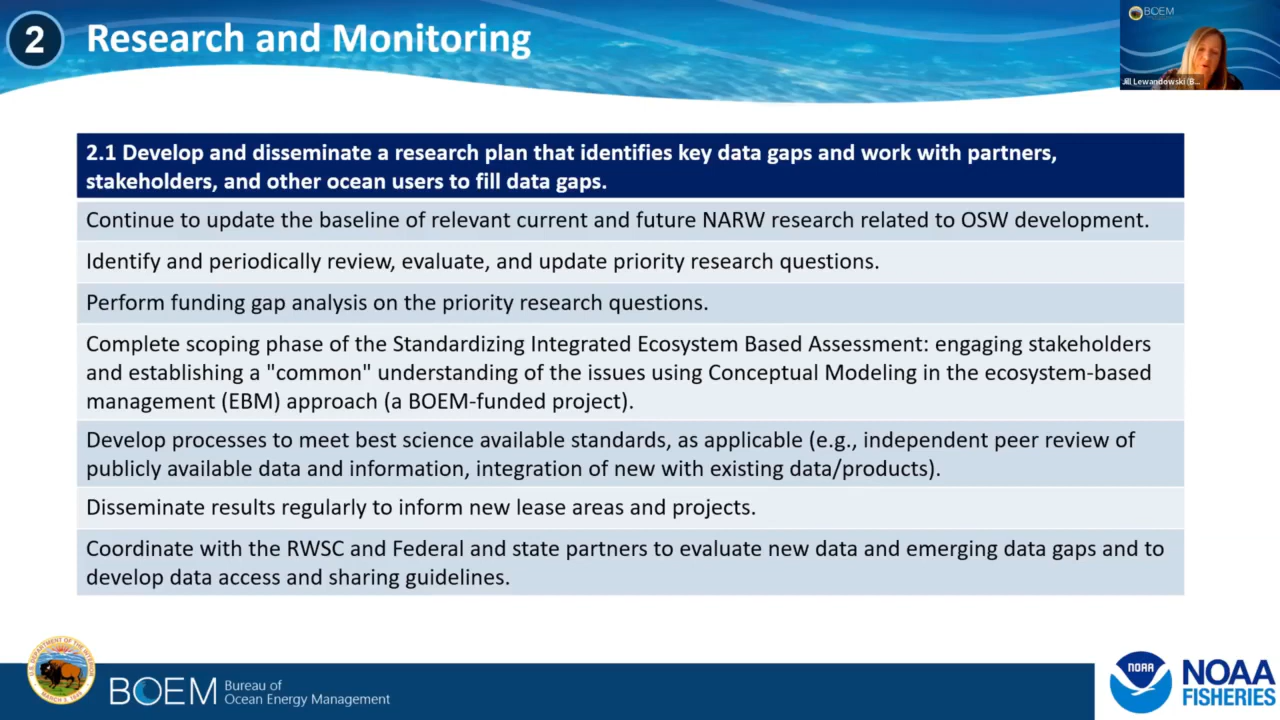 2 Research and Monitoring
BOEM
Jill Lewandowski (B...
2.1 Develop and disseminate a research plan that identifies key data gaps and work with partners,
stakeholders, and other ocean users to fill data gaps.
Continue to update the baseline of relevant current and future NARW research related to OSW development.
Identify and periodically review, evaluate, and update priority research questions.
Perform funding gap analysis on the priority research questions.
Complete scoping phase of the Standardizing Integrated Ecosystem Based Assessment: engaging stakeholders
and establishing a "common" understanding of the issues using Conceptual Modeling in the ecosystem-based
management (EBM) approach (a BOEM-funded project).
Develop processes to meet best science available standards, as applicable (e.g., independent peer review of
publicly available data and information, integration of new with existing data/products).
Disseminate results regularly to inform new lease areas and projects.
Coordinate with the RWSC and Federal and state partners to evaluate new data and emerging data gaps and to
develop data access and sharing guidelines.
U.S. DEPARTMENT OF THE INTERIOR
MARCH 3, 1849
BOEM
Bureau of
Ocean Energy Management
NOAA
NOAA
FISHERIES